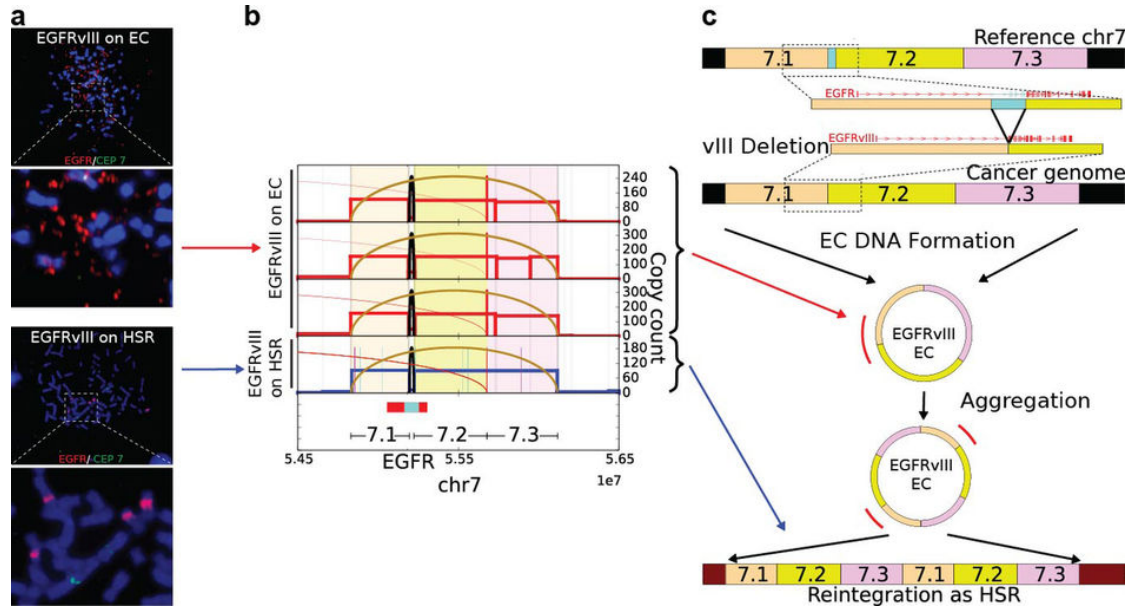 a
EGFRvIII on EC
EGFR/CEP 7
EGFRvIII on HSR
EGFR/CEP 7
b
EGFRvIII on EC
EGFRvIII
on HSR
240
160
80
0
300
200
100
0
300
200
100
0
180
120
60
0
Copy count
7.1
7.2
7.3
5.45
EGFR
5.55
5.65
chr7
1e7
c
Reference chr7
7.1
7.2
7.3
EGFR
EGFRvIII
vIII Deletion
Cancer genome
7.1
7.2
7.3
EC DNA Formation
EGFRvIII
EC
Aggregation
EGFRvIII
EC
7.1
7.2
7.3
7.1
7.2
7.3
Reintegration as HSR